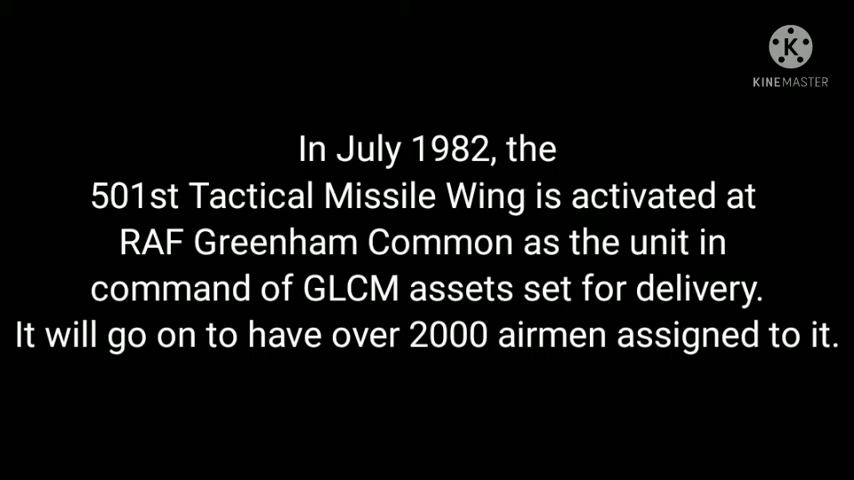 K
KINEMASTER
In July 1982, the
501st Tactical Missile Wing is activated at
RAF Greenham Common as the unit in
command of GLCM assets set for delivery.
It will go on to have over 2000 airmen assigned to it.